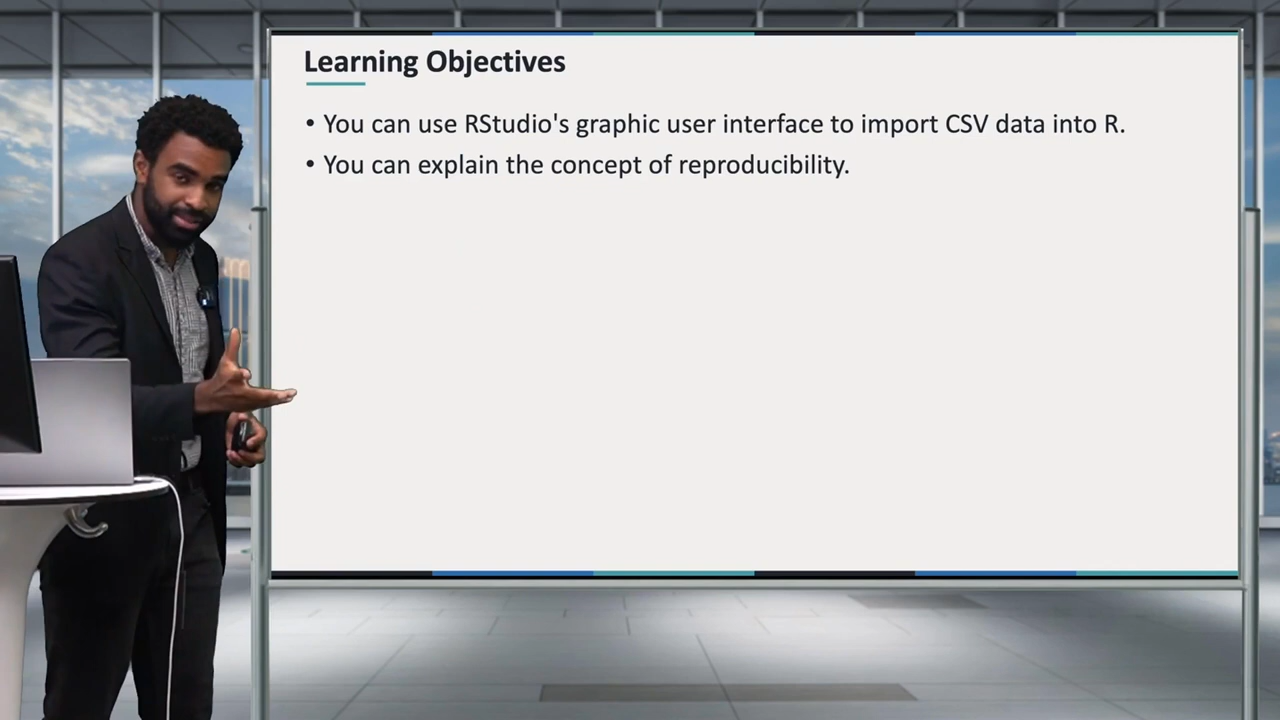 Learning Objectives
• You can use RStudio's graphic user interface to import CSV data into R.
• You can explain the concept of reproducibility.